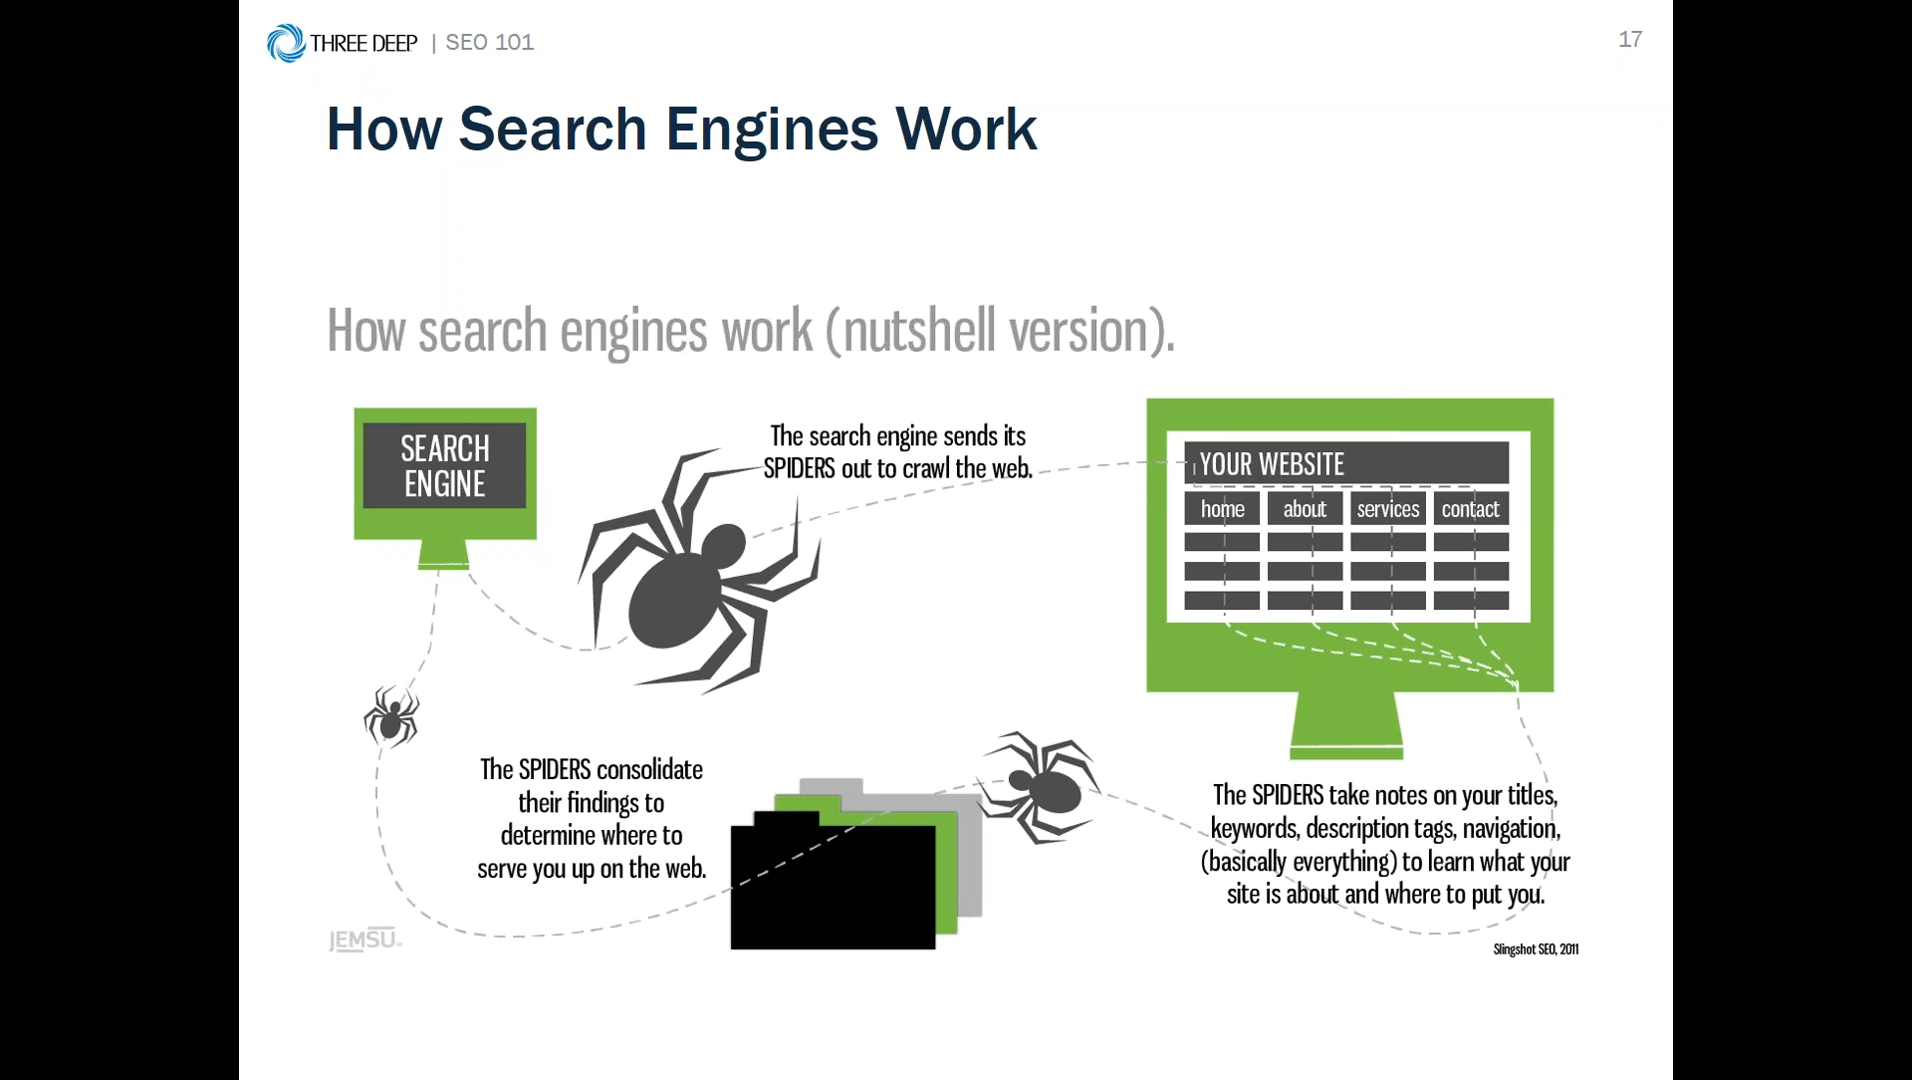 THREE DEEP | SEO 101
17
How Search Engines Work
How search engines work (nutshell version).
SEARCH
ENGINE
The search engine sends its
SPIDERS out to crawl the web.
YOUR WEBSITE
home about services contact
The SPIDERS consolidate
their findings to
determine where to
serve you up on the web.
The SPIDERS take notes on your titles,
keywords, description tags, navigation,
(basically everything) to learn what your
site is about and where to put you.
JEMSU
Slingshot SEO, 2011